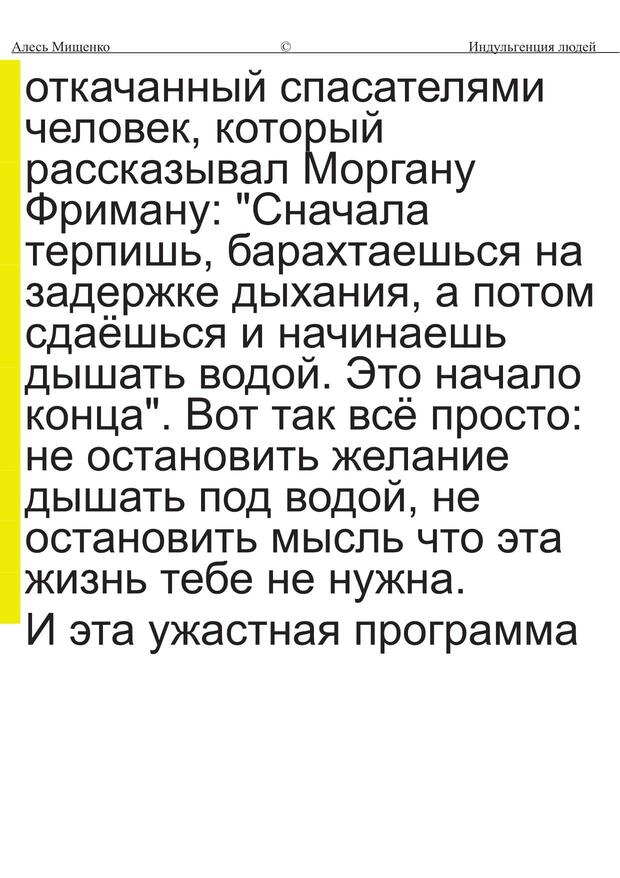 Алесь Мищенко © Индульгенция людей
откачанный спасателями
человек, который
рассказывал Моргану
Фриману: "Сначала
терпишь, барахтаешься на
задержке дыхания, а потом
сдаёшься и начинаешь
дышать водой. Это начало
конца". Вот так всё просто:
не остановить желание
дышать под водой, не
остановить мысль что эта
жизнь тебе не нужна.
И эта ужастная программа